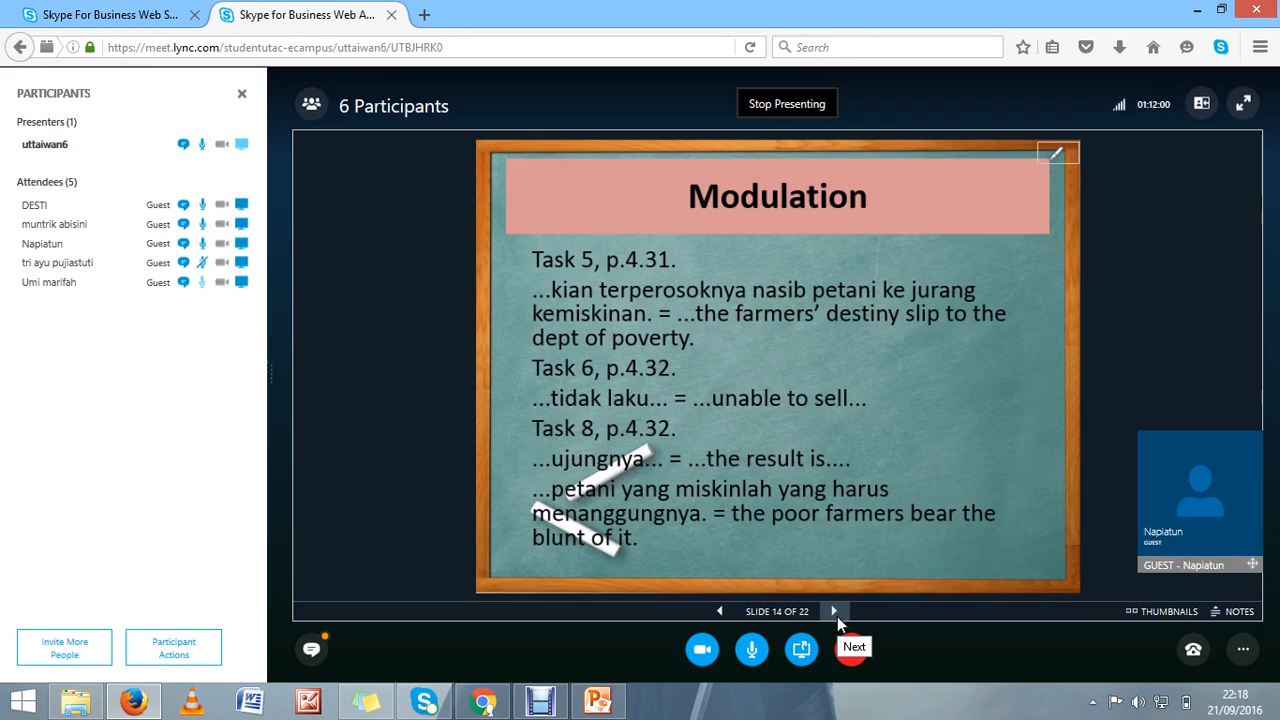 Skype For Business Web S...
Skype for Business Web A...
https://meet.lync.com/studentutac-ecampus/uttaiwan6/UTBJHRK0
Search
PARTICIPANTS
Presenters (1)
uttaiwan6
Attendees (5)
DESTI Guest
muntrik abisini Guest
Napiatun Guest
tri ayu pujiastuti Guest
Umi marifah Guest
Invite More
People
Participant
Actions
6 Participants
Stop Presenting
01:12:00
Modulation
Task 5, p.4.31.
...kian terperosoknya nasib petani ke jurang
kemiskinan. = ...the farmers’ destiny slip to the
dept of poverty.
Task 6, p.4.32.
...tidak laku... = ...unable to sell...
Task 8, p.4.32.
...ujungnya... = ...the result is....
...petani yang miskinlah yang harus
menanggungnya. = the poor farmers bear the
blunt of it.
Napiatun
GUEST
GUEST - Napiatun
SLIDE 14 OF 22
THUMBNAILS
NOTES
Next
22:18
21/09/2016